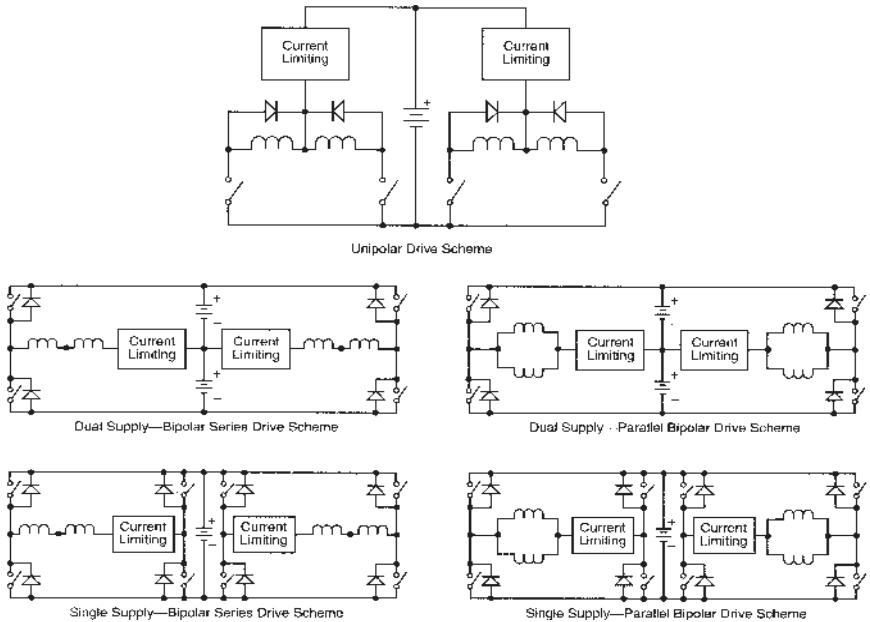 Current
Limiting
Current
Limiting
+
Unipolar Drive Scheme
+
−
Current
Limiting
Current
Limiting
+
−
Dual Supply—Bipolar Series Drive Scheme
+
-
Current
Limiting
Current
Limiting
+
−
Dual Supply - Parallel Bipolar Drive Scheme
Current
Limiting
+
−
Current
Limiting
Single Supply—Bipolar Series Drive Scheme
Current
Limiting
+
−
Current
Limiting
Single Supply—Parallel Bipolar Drive Scheme